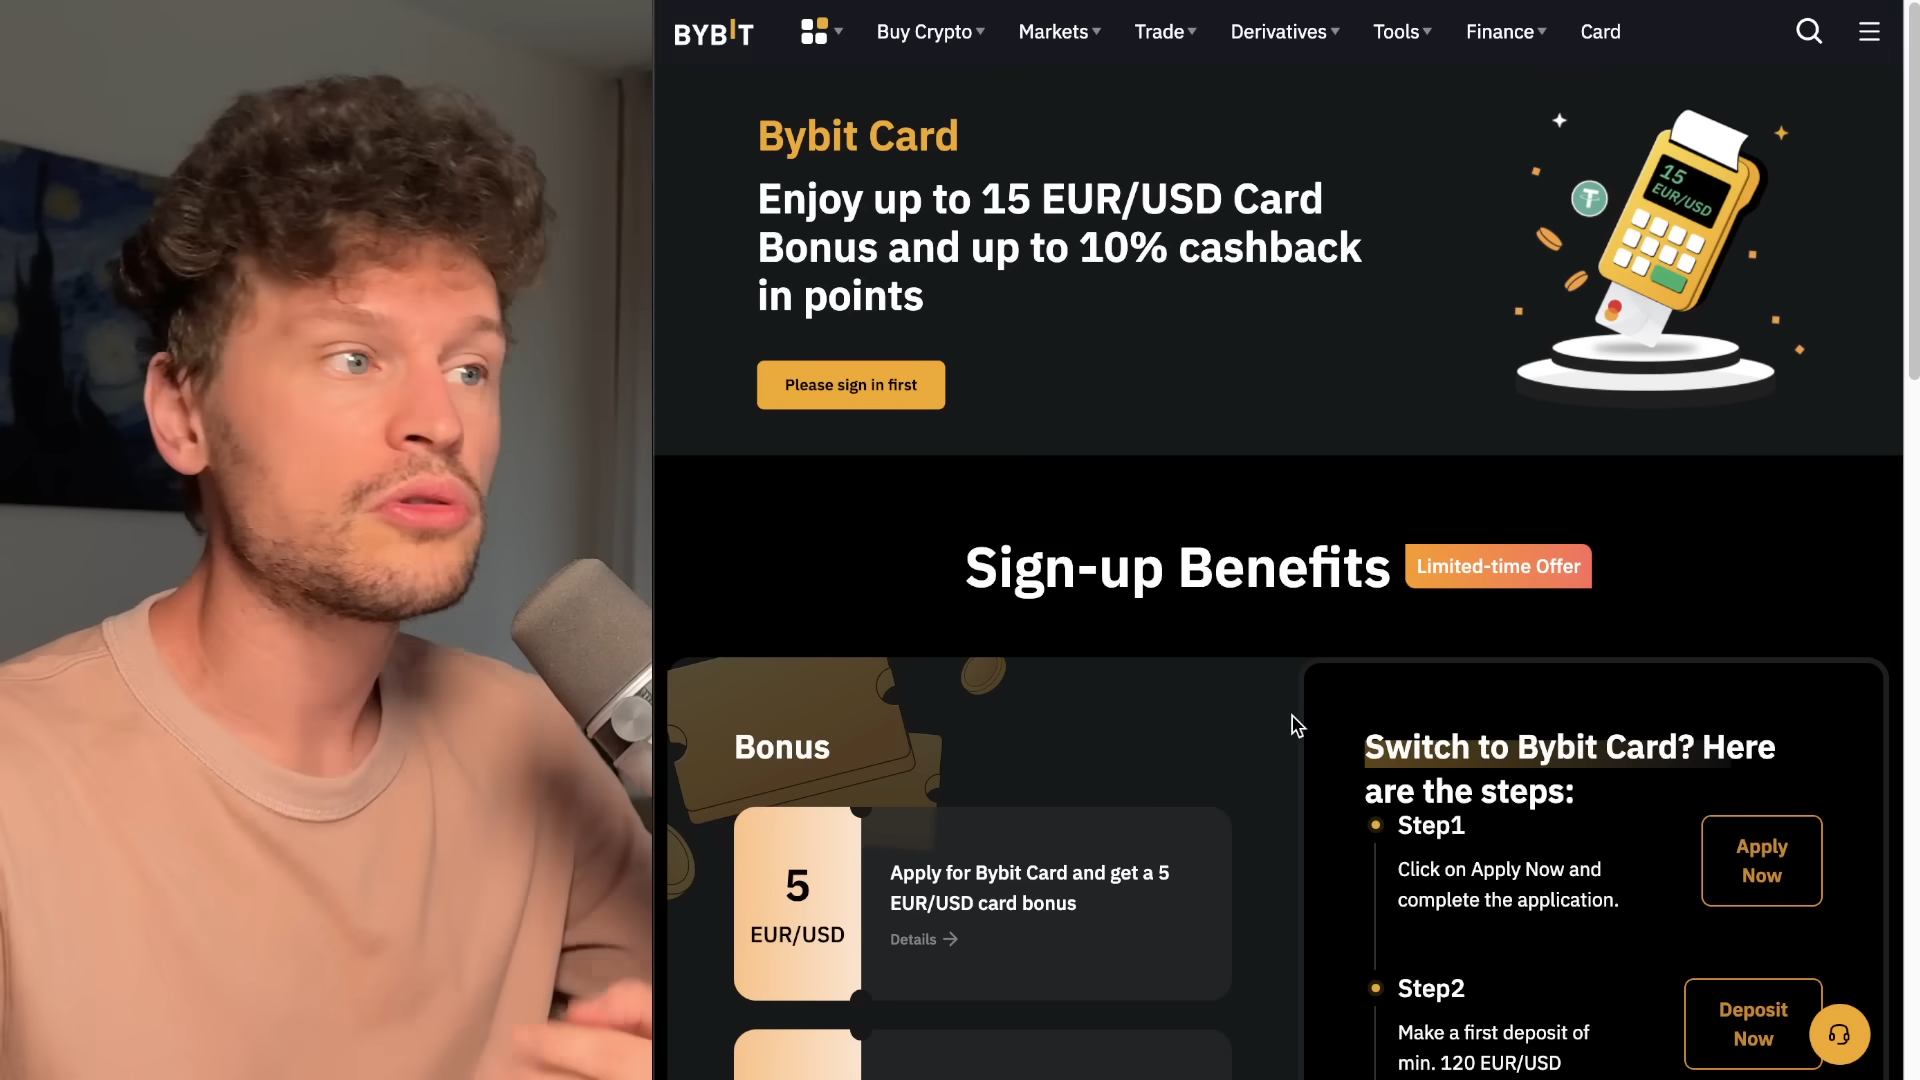 BYBIT
Buy Crypto
Markets
Trade
Derivatives
Tools
Finance
Card
Bybit Card
Enjoy up to 15 EUR/USD Card
Bonus and up to 10% cashback
in points
Please sign in first
15
EUR/USD
Sign-up Benefits
Limited-time Offer
Bonus
5
EUR/USD
Apply for Bybit Card and get a 5
EUR/USD card bonus
Details
Switch to Bybit Card? Here
are the steps:
Step1
Click on Apply Now and
complete the application.
Apply
Now
Step2
Make a first deposit of
min. 120 EUR/USD
Deposit
Now